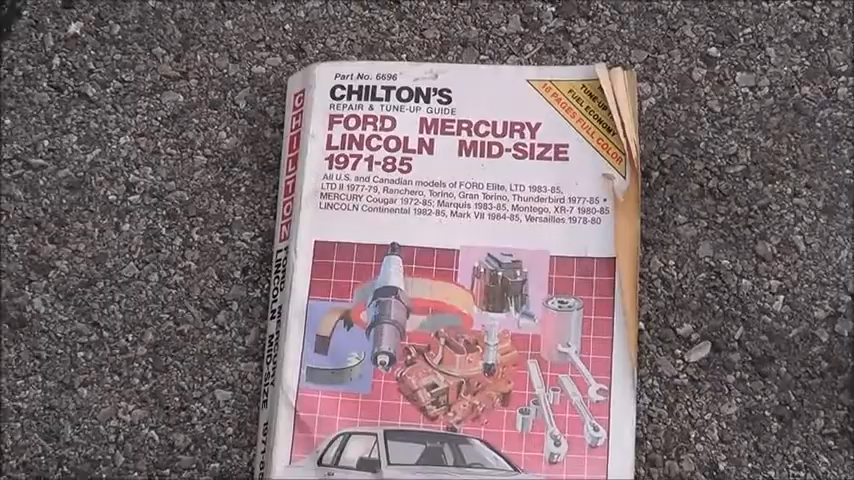 Part No. 6696
CHILTON'S
REPAIR & TUNE-UP GUIDE
FORD MERCURY
LINCOLN MID-SIZE
1971-85
All U.S. and Canadian models of FORD Elite, LTD 1983-85,
LTD II 1977-79, Ranchero, Torino, Gran Torino, Thunderbird 1977-85
MERCURY Cougar 1972-85, Marquis 1983-85, Montego, XR-7 1980-85
LINCOLN Continental 1982-85, Mark VII 1984-85, Versailles 1978-80
TUNE-UP
FUEL ECONOMY
16 PAGES FULL COLOR
CHILTON
FORD MERCURY
LINCOLN MID-SIZE 1971-85